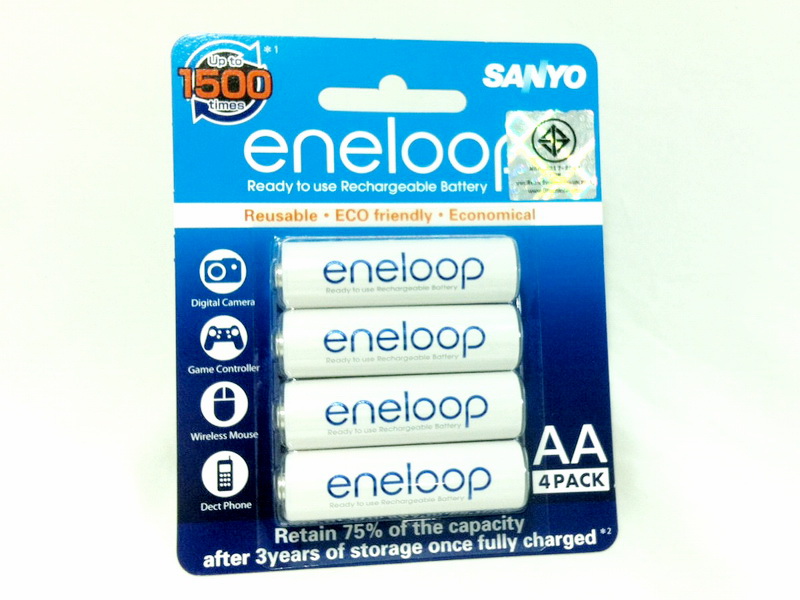 Up to
1500
times
*1
SANYO
eneloop
Ready to use Rechargeable Battery
Reusable • ECO friendly • Economical
Digital Camera
Game Controller
Wireless Mouse
Dect Phone
eneloop
Ready to use Rechargeable Battery
eneloop
Ready to use Rechargeable Battery
eneloop
Ready to use Rechargeable Battery
eneloop
Ready to use Rechargeable Battery
AA
4 PACK
Retain 75% of the capacity
after 3years of storage once fully charged*2